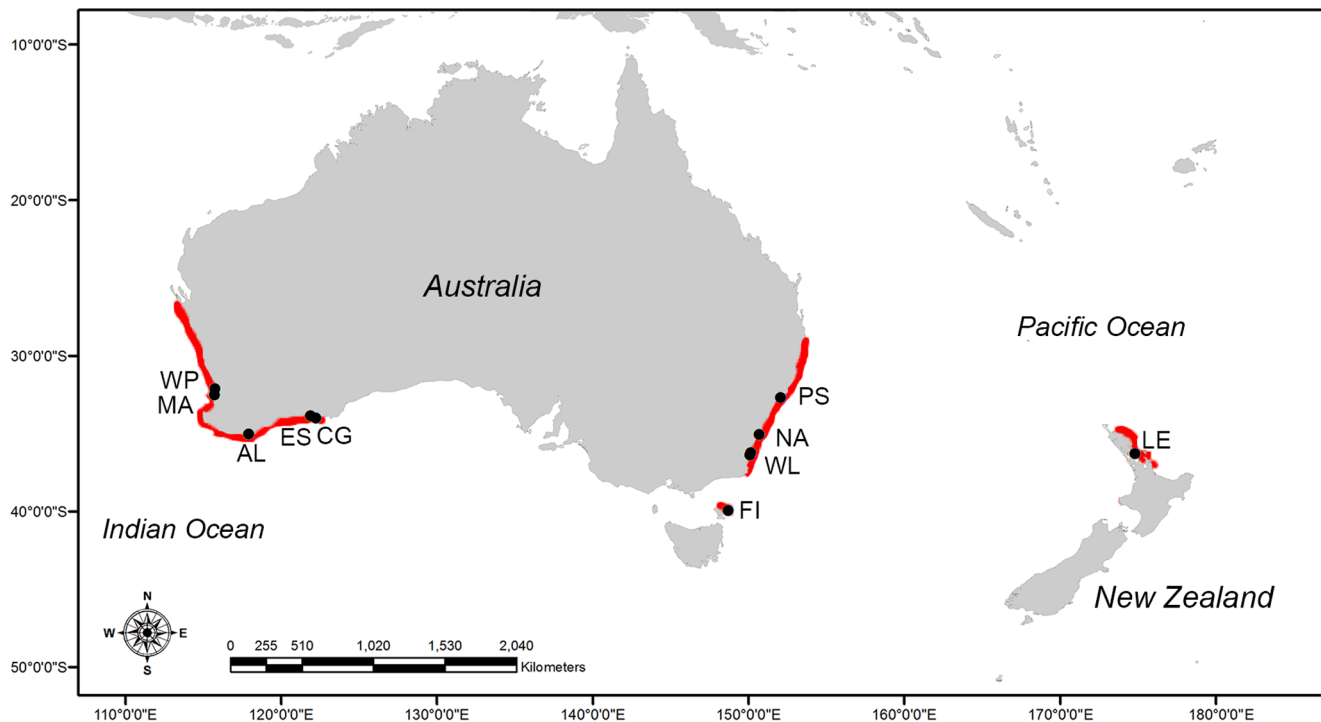 10°0'0"S
20°0'0"S
Australia
Pacific Ocean
30°0'0"S
WP
MA
PS
ES CG
NA
LE
AL
WL
40°0'0"S
FI
Indian Ocean
New Zealand
N
W E
S
0 255 510 1,020 1,530 2,040
Kilometers
50°0'0"S
110°0'0"E 120°0'0"E 130°0'0"E 140°0'0"E 150°0'0"E 160°0'0"E 170°0'0"E 180°0'0"E